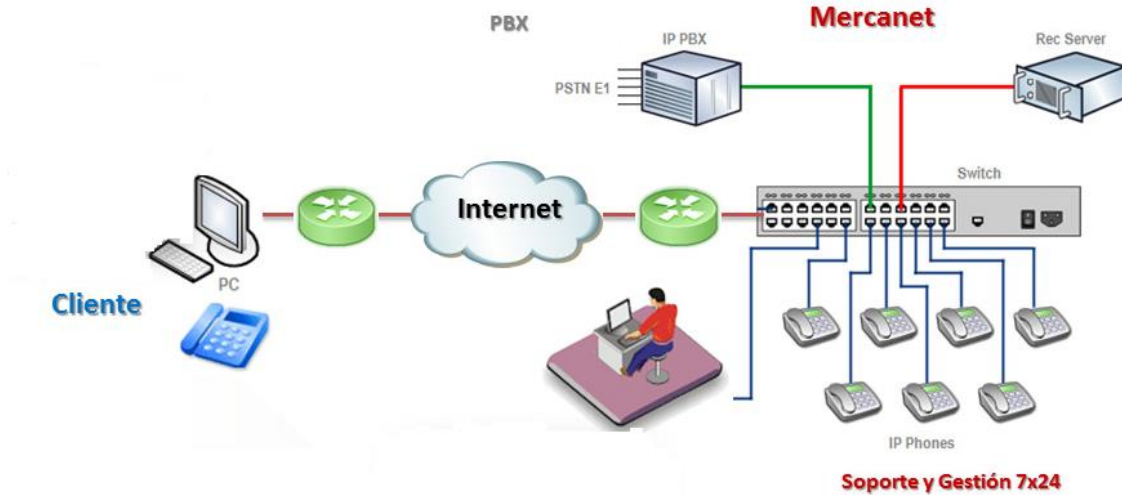 PBX
Mercanet
IP PBX
Rec Server
PSTN E1
Switch
Internet
PC
Cliente
IP Phones
Soporte y Gestión 7x24